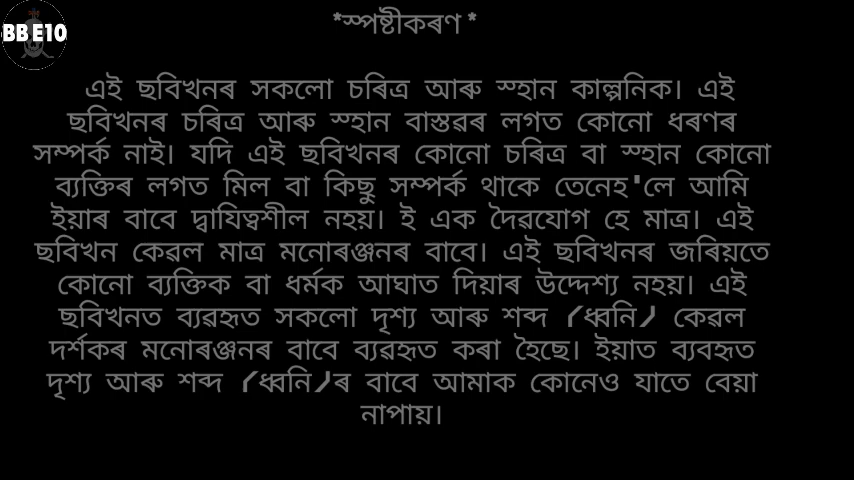 BB E10
*স্পষ্টীকৰণ *
এই ছবিখনৰ সকলো চৰিত্ৰ আৰু স্হান কাল্পনিক। এই
ছবিখনৰ চৰিত্ৰ আৰু স্হান বাস্তৱৰ লগত কোনো ধৰণৰ
সম্পৰ্ক নাই। যদি এই ছবিখনৰ কোনো চৰিত্ৰ বা স্হান কোনো
ব্যক্তিৰ লগত মিল বা কিছু সম্পৰ্ক থাকে তেনেহ'লে আমি
ইয়াৰ বাবে দ্বাযিত্বশীল নহয়। ই এক দৈৱযোগ হে মাত্ৰ। এই
ছবিখন কেৱল মাত্ৰ মনোৰঞ্জনৰ বাবে। এই ছবিখনৰ জৰিয়তে
কোনো ব্যক্তিক বা ধৰ্মক আঘাত দিয়াৰ উদ্দেশ্য নহয়। এই
ছবিখনত ব্যৱহৃত সকলো দৃশ্য আৰু শব্দ (ধ্বনি) কেৱল
দৰ্শকৰ মনোৰঞ্জনৰ বাবে ব্যৱহৃত কৰা হৈছে। ইয়াত ব্যবহৃত
দৃশ্য আৰু শব্দ (ধ্বনি)ৰ বাবে আমাক কোনেও যাতে বেয়া
নাপায়।